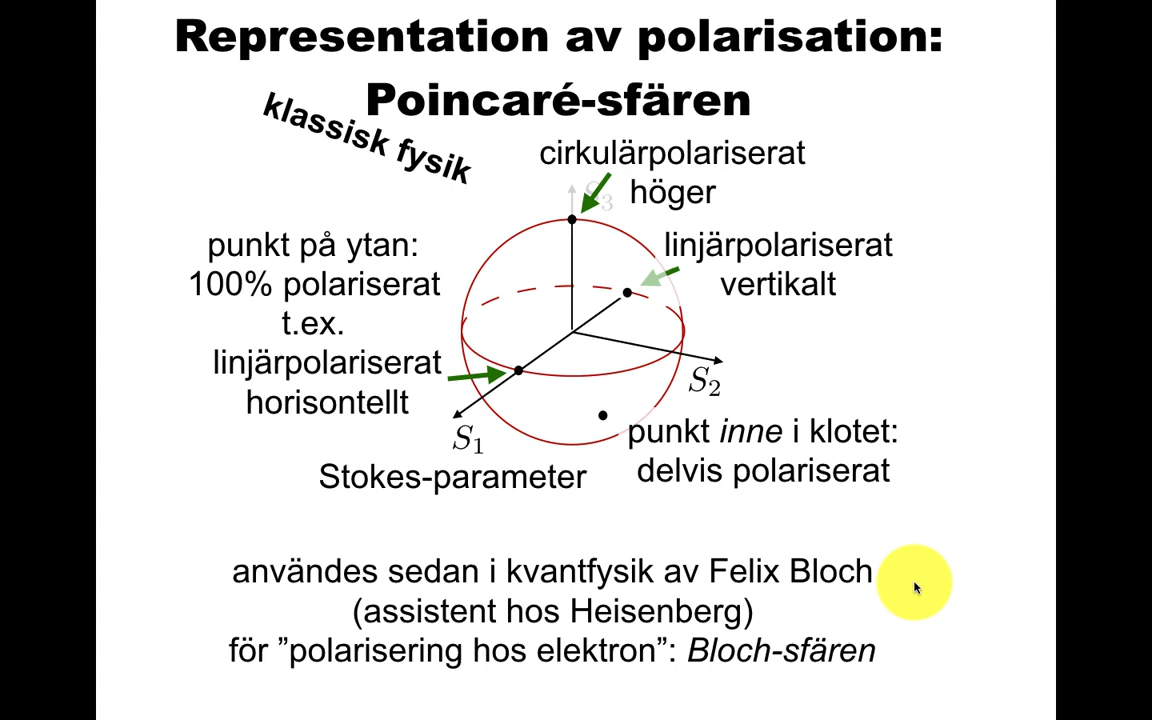 Representation av polarisation:
Poincaré-sfären
klassisk fysik
cirkulärpolariserat
höger
S3
punkt på ytan:
100% polariserat
t.ex.
linjärpolariserat
horisontellt
linjärpolariserat
vertikalt
S2
S1
punkt inne i klotet:
delvis polariserat
Stokes-parameter
användes sedan i kvantfysik av Felix Bloch
(assistent hos Heisenberg)
för ”polarisering hos elektron”: Bloch-sfären